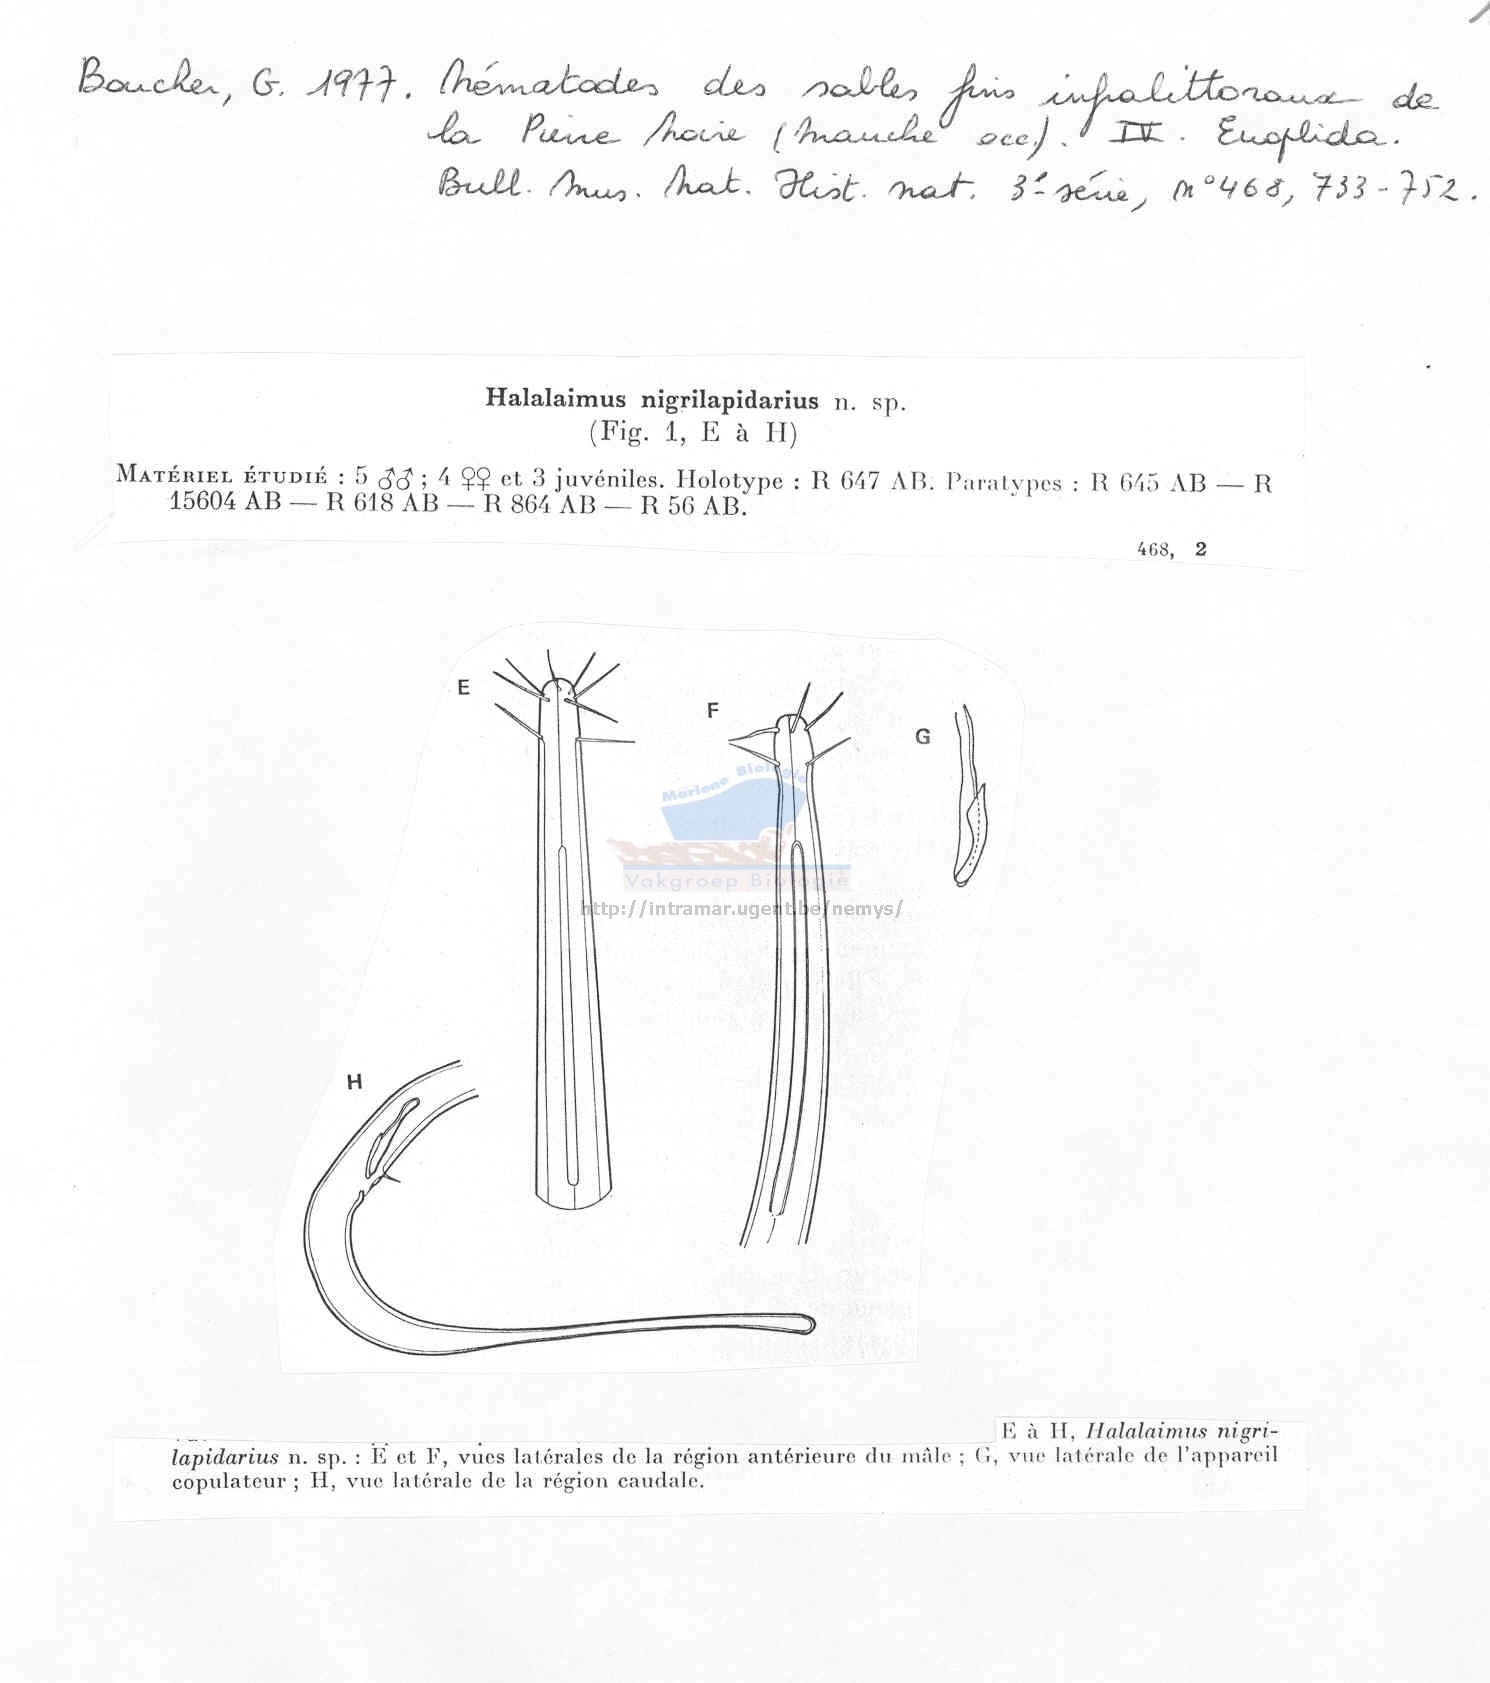 Boucher, G. 1977. Nématodes des sables fins infralittoraux de
la Pierre Noire (Manche occ). IV. Enoplida.
Bull. Mus. Nat. Hist. nat. 3e série, n°468, 733-752.
Halalaimus nigrilapidarius n. sp.
(Fig. 1, E à H)
Matériel étudié : 5 ♂♂ ; 4 ♀♀ et 3 juvéniles. Holotype : R 647 AB. Paratypes : R 645 AB — R
15604 AB — R 618 AB — R 864 AB — R 56 AB.
468, 2
E
F
G
Mariene Biologie
Vakgroep Biologie
http://intramar.ugent.be/nemys/
H
E à H, Halalaimus nigri-
lapidarius n. sp. : E et F, vues latérales de la région antérieure du mâle ; G, vue latérale de l'appareil
copulateur ; H, vue latérale de la région caudale.